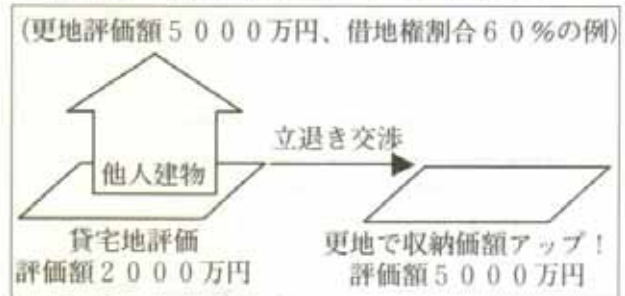 (更地評価額5000万円、借地権割合60%の例)
立退き交渉
他人建物
貸宅地評価
評価額2000万円
更地で収納価額アップ!
評価額5000万円